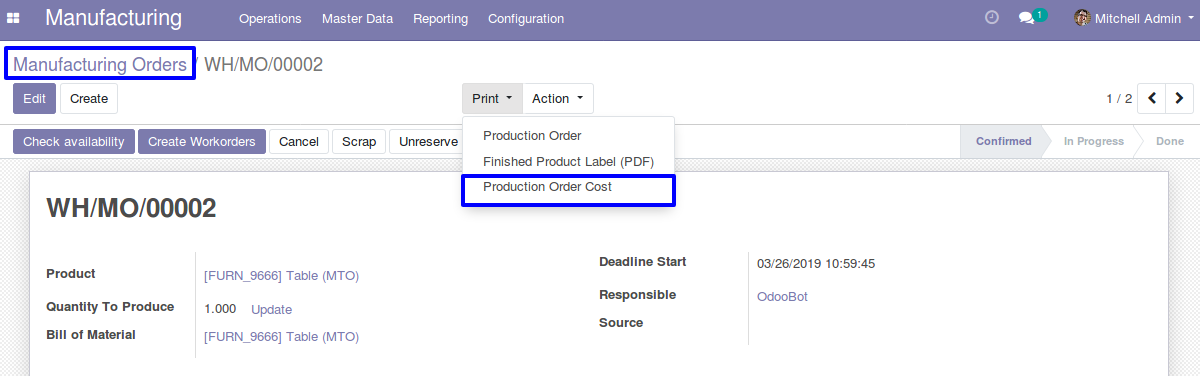 Manufacturing Operations Master Data Reporting Configuration 1 Mitchell Admin
Manufacturing Orders / WH/MO/00002
Edit Create Print Action 1 / 2
Check availability Create Workorders Cancel Scrap Unreserve Confirmed In Progress Done
Production Order
Finished Product Label (PDF)
Production Order Cost
WH/MO/00002
Product [FURN_9666] Table (MTO)
Quantity To Produce 1.000 Update
Bill of Material [FURN_9666] Table (MTO)
Deadline Start 03/26/2019 10:59:45
Responsible OdooBot
Source